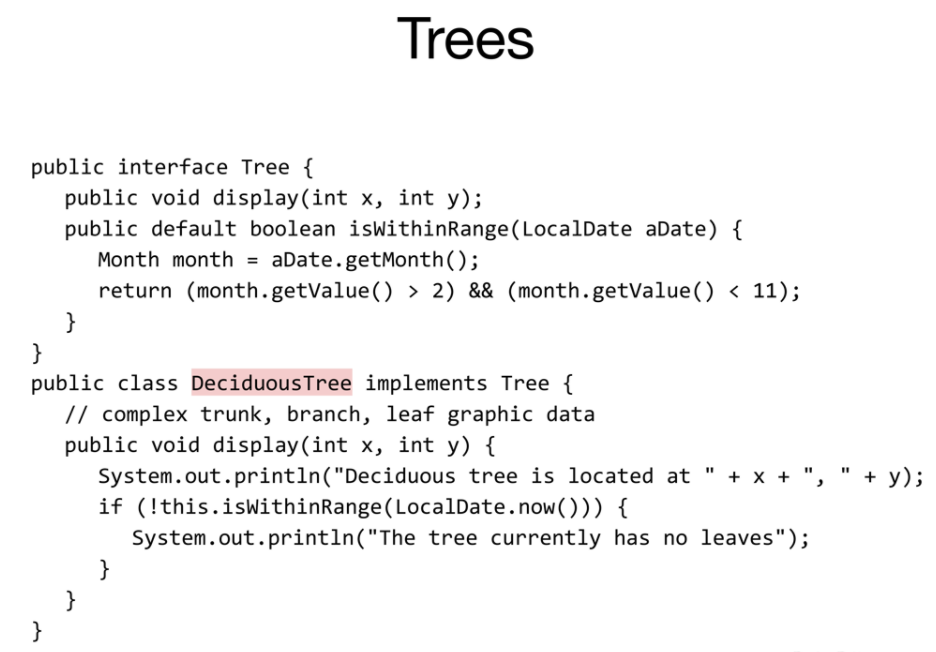 Trees
public interface Tree {
public void display(int x, int y);
public default boolean isWithinRange(LocalDate aDate) {
Month month = aDate.getMonth();
return (month.getValue() > 2) && (month.getValue() < 11);
}
}
public class DeciduousTree implements Tree {
// complex trunk, branch, leaf graphic data
public void display(int x, int y) {
System.out.println("Deciduous tree is located at " + x + ", " + y);
if (!this.isWithinRange(LocalDate.now())) {
System.out.println("The tree currently has no leaves");
}
}
}